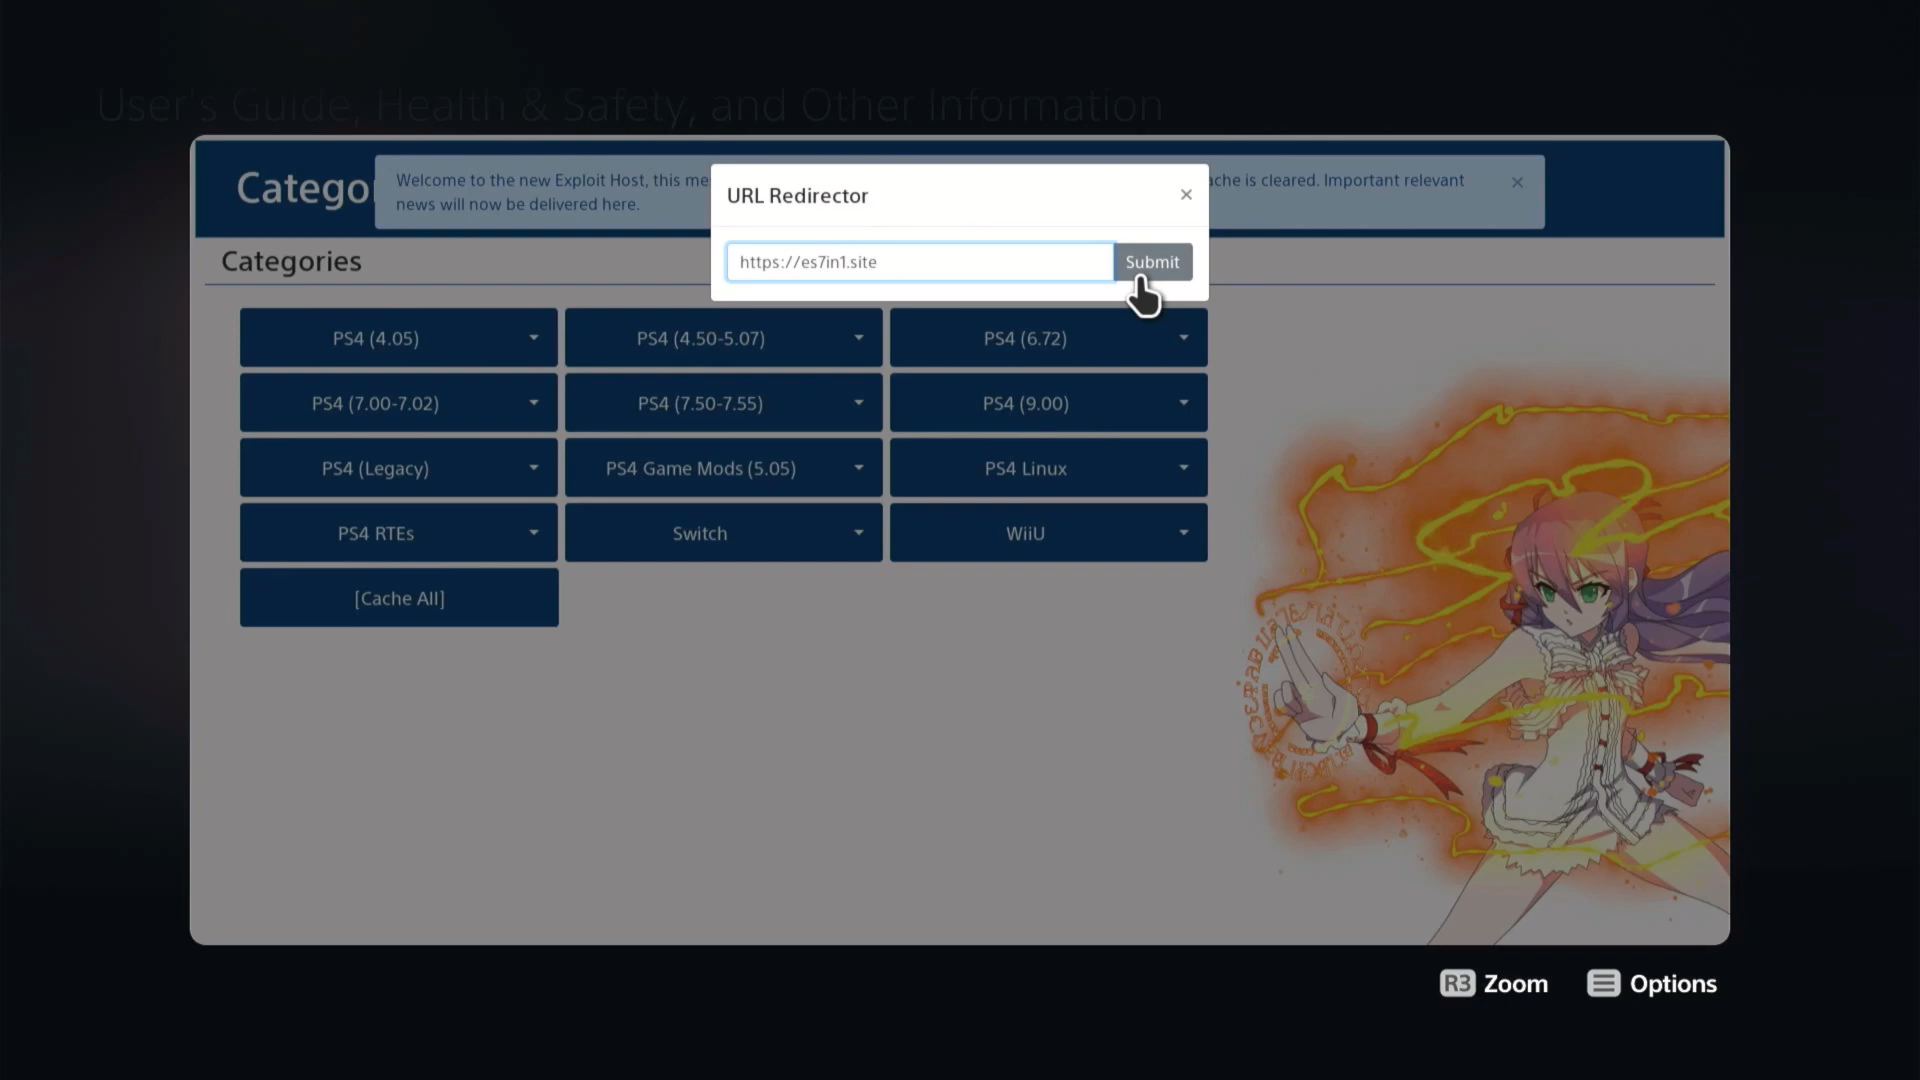 User's Guide, Health & Safety, and Other Information
Catego
Welcome to the new Exploit Host, this me
ache is cleared. Important relevant
news will now be delivered here.
×
URL Redirector
×
https://es7in1.site
Submit
Categories
PS4 (4.05)
PS4 (4.50-5.07)
PS4 (6.72)
PS4 (7.00-7.02)
PS4 (7.50-7.55)
PS4 (9.00)
PS4 (Legacy)
PS4 Game Mods (5.05)
PS4 Linux
PS4 RTEs
Switch
WiiU
[Cache All]
R3 Zoom
Options